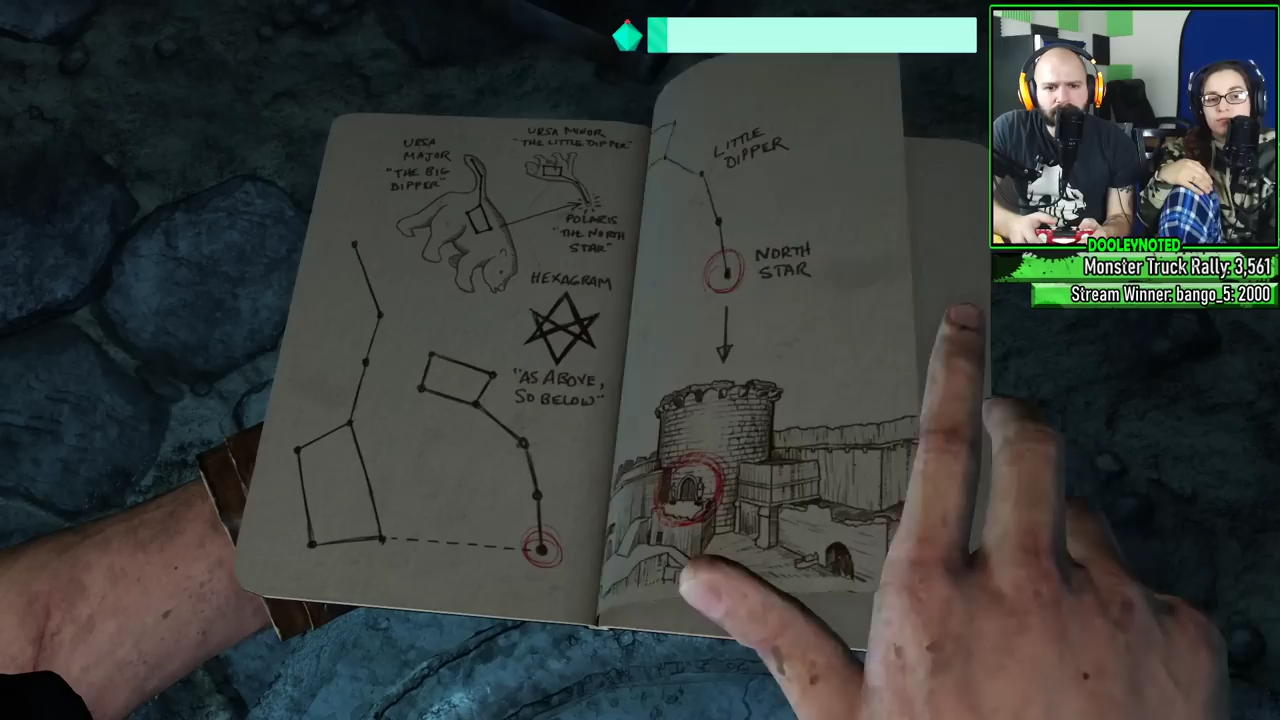 URSA
MAJOR
"THE BIG
DIPPER"
URSA MINOR
"THE LITTLE DIPPER"
POLARIS
"THE NORTH
STAR"
HEXAGRAM
"AS ABOVE,
SO BELOW"
LITTLE
DIPPER
NORTH
STAR
DOOLEYNOTED
Monster Truck Rally: 3,561
Stream Winner: bango_5: 2000